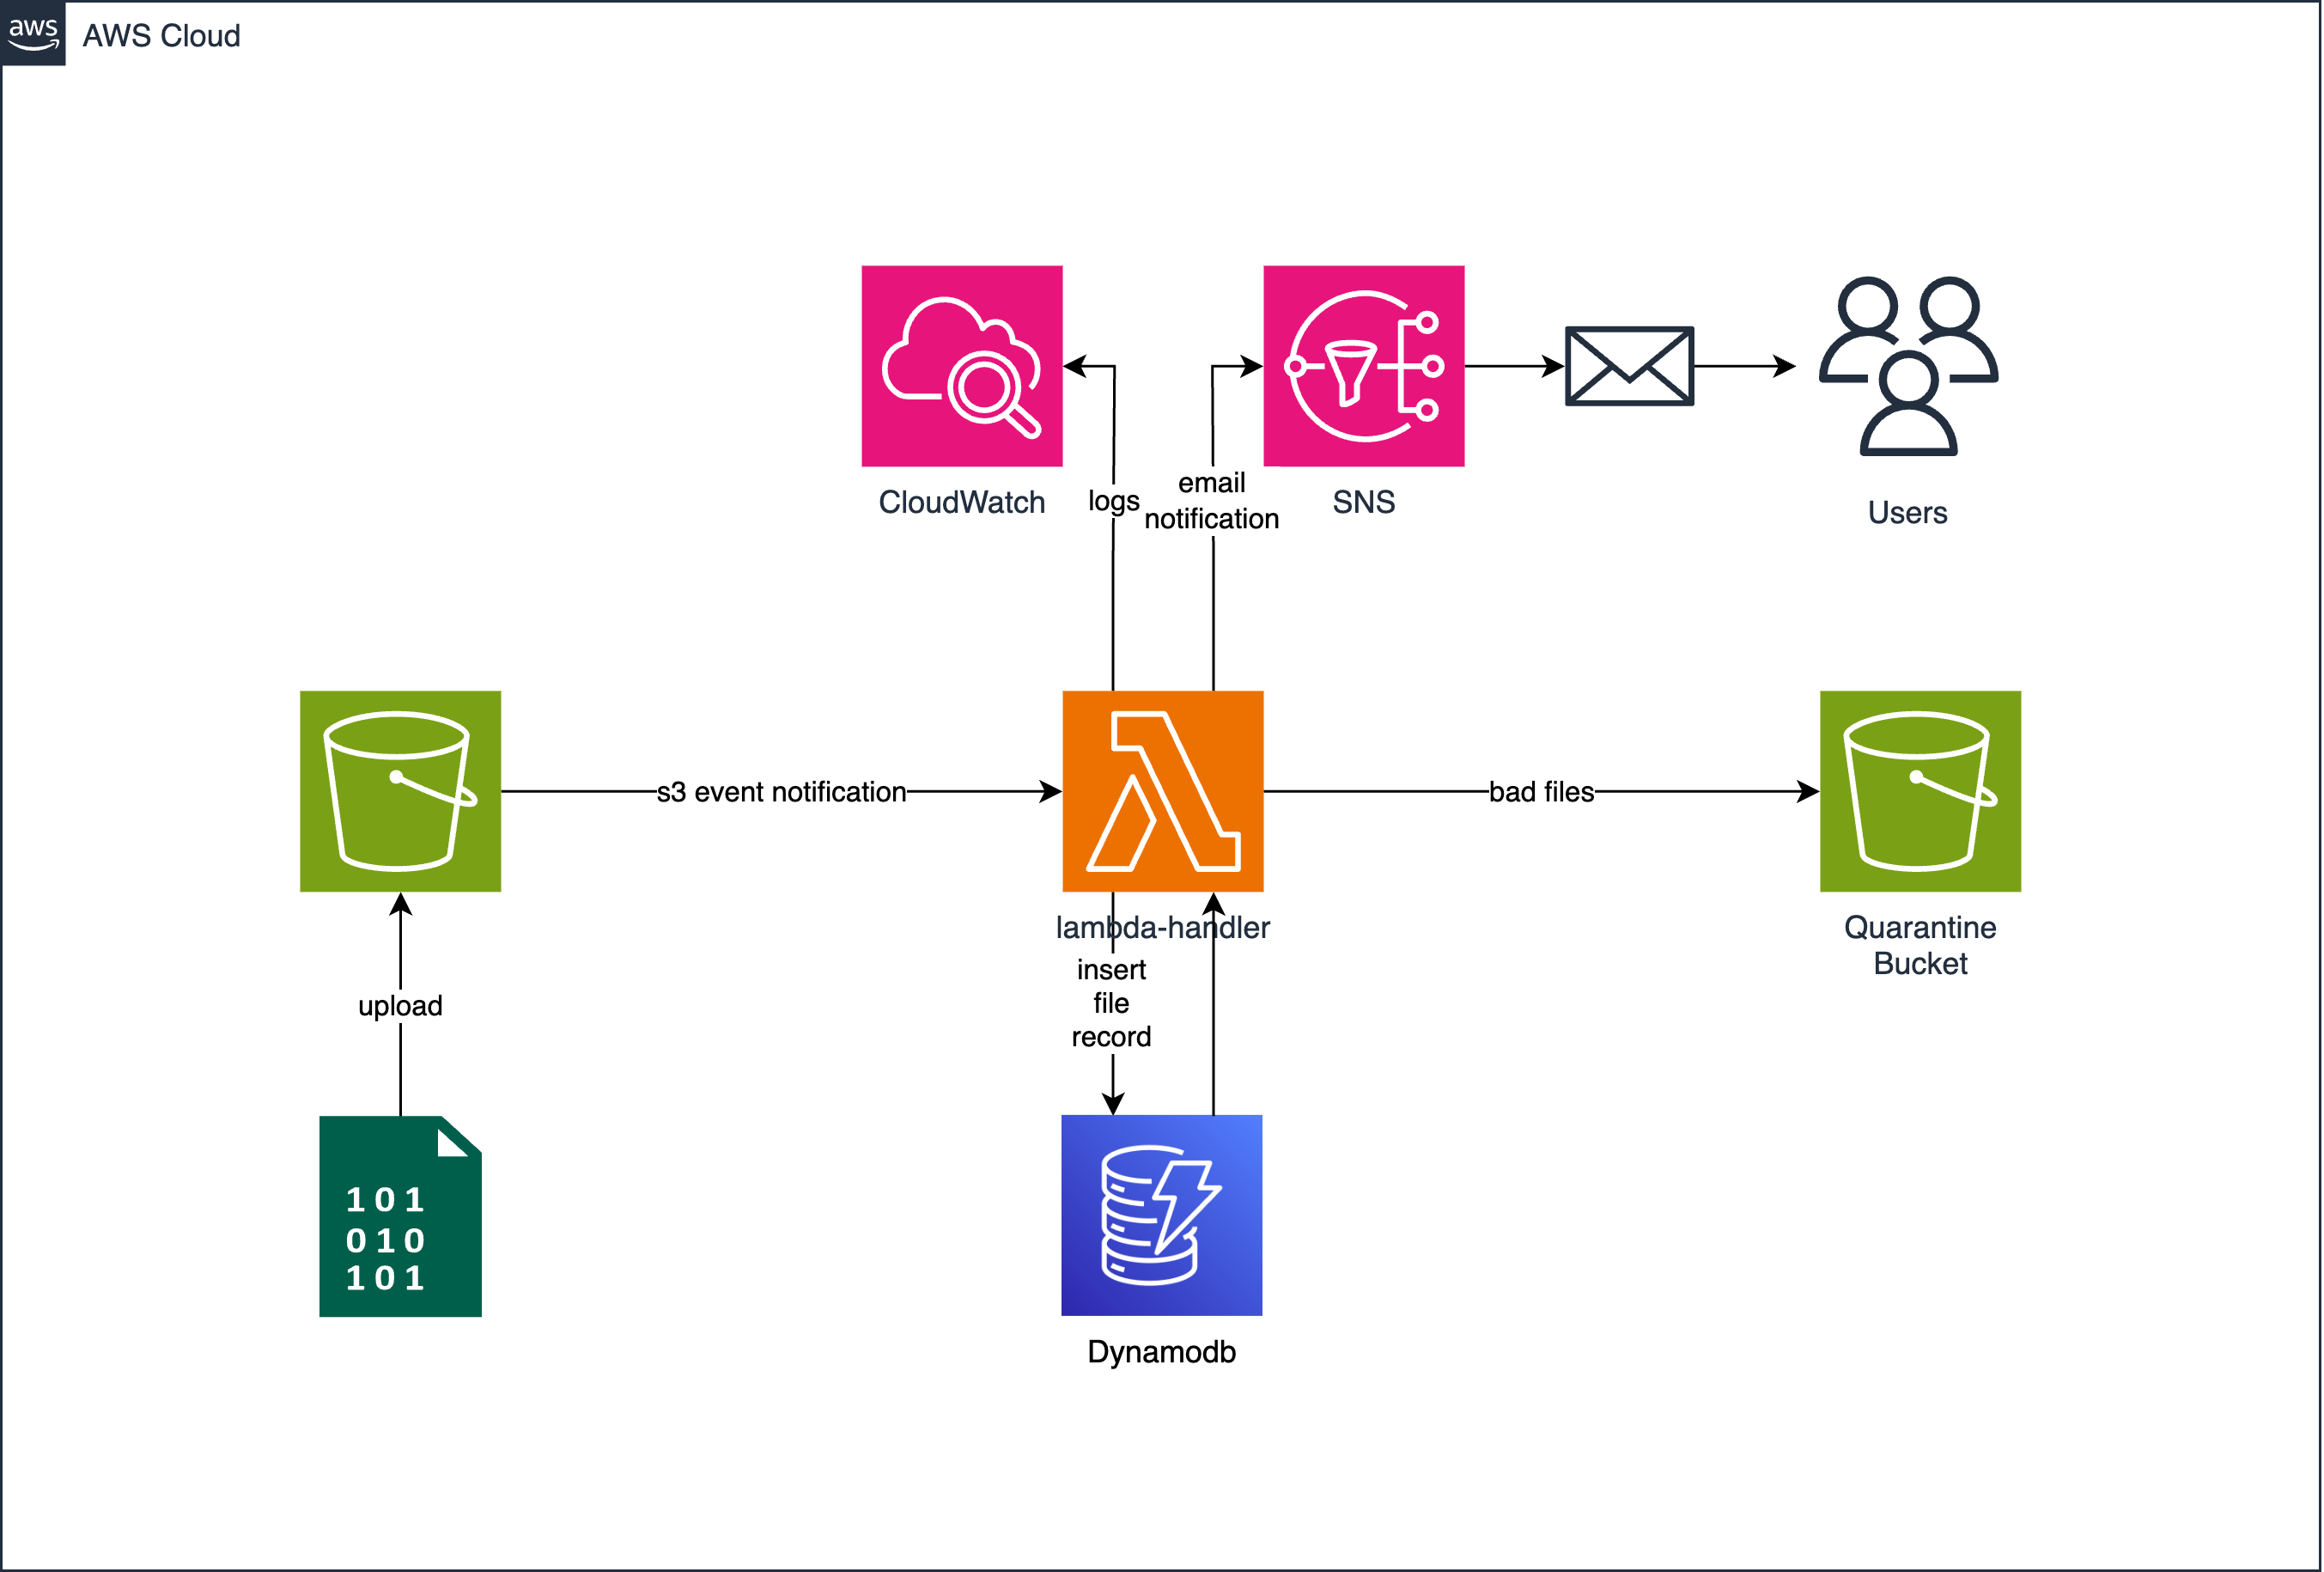 aws
AWS Cloud
CloudWatch
logs
email
notification
SNS
Users
s3 event notification
bad files
lambda-handler
Quarantine
Bucket
upload
insert
file
record
1 0 1
0 1 0
1 0 1
Dynamodb